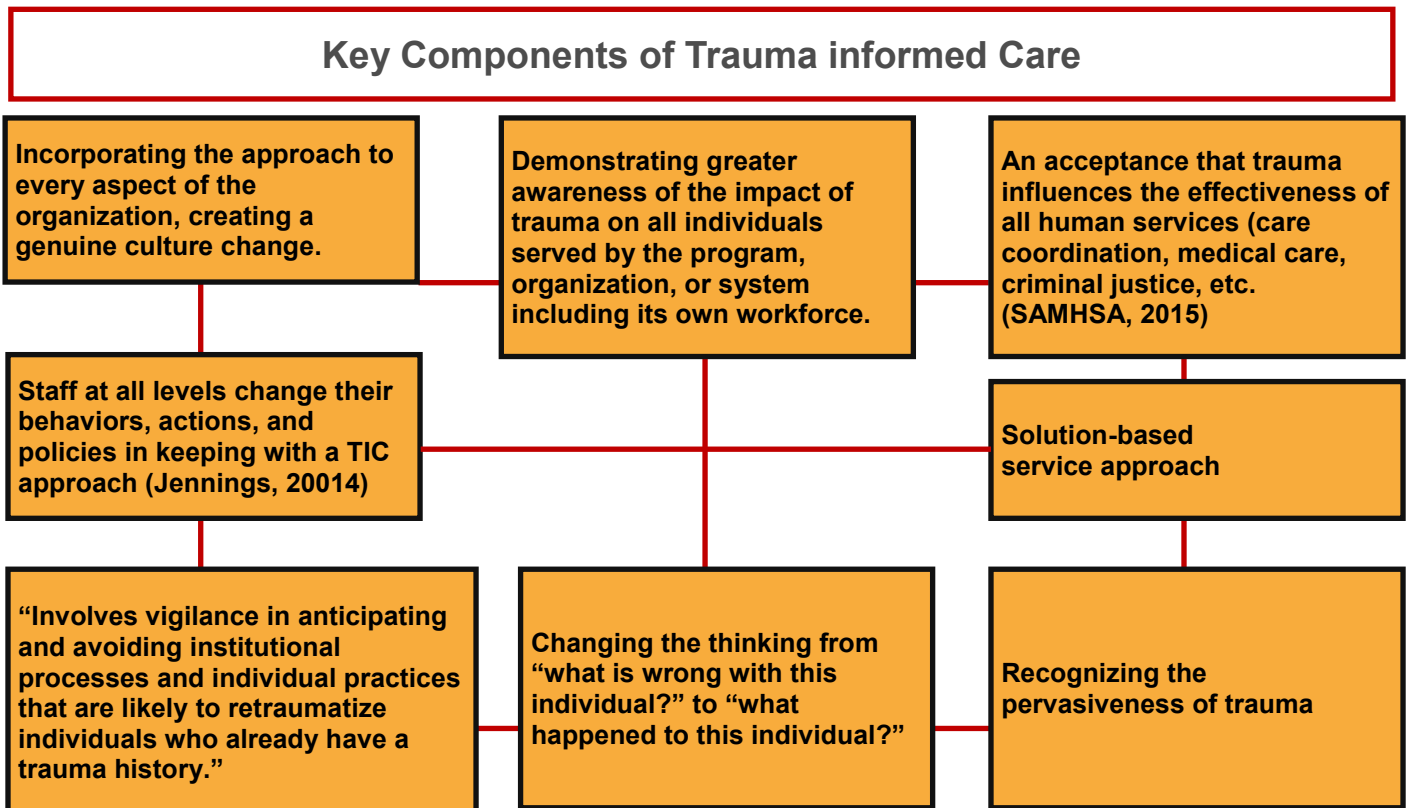 Key Components of Trauma informed Care
Incorporating the approach to
every aspect of the
organization, creating a
genuine culture change.
Demonstrating greater
awareness of the impact of
trauma on all individuals
served by the program,
organization, or system
including its own workforce.
An acceptance that trauma
influences the effectiveness of
all human services (care
coordination, medical care,
criminal justice, etc.
(SAMHSA, 2015)
Staff at all levels change their
behaviors, actions, and
policies in keeping with a TIC
approach (Jennings, 20014)
Solution-based
service approach
“Involves vigilance in anticipating
and avoiding institutional
processes and individual practices
that are likely to retraumatize
individuals who already have a
trauma history.”
Changing the thinking from
“what is wrong with this
individual?” to “what
happened to this individual?”
Recognizing the
pervasiveness of trauma